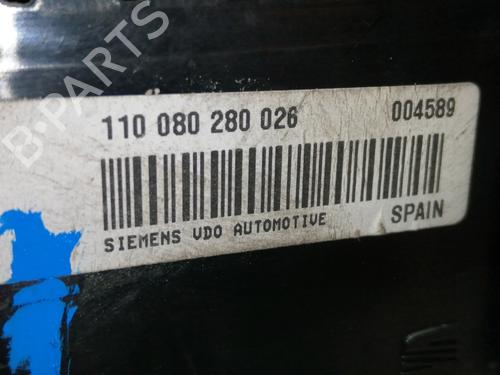 B-PARTS
110 080 280 026 004589
SIEMENS VDO AUTOMOTIVE SPAIN